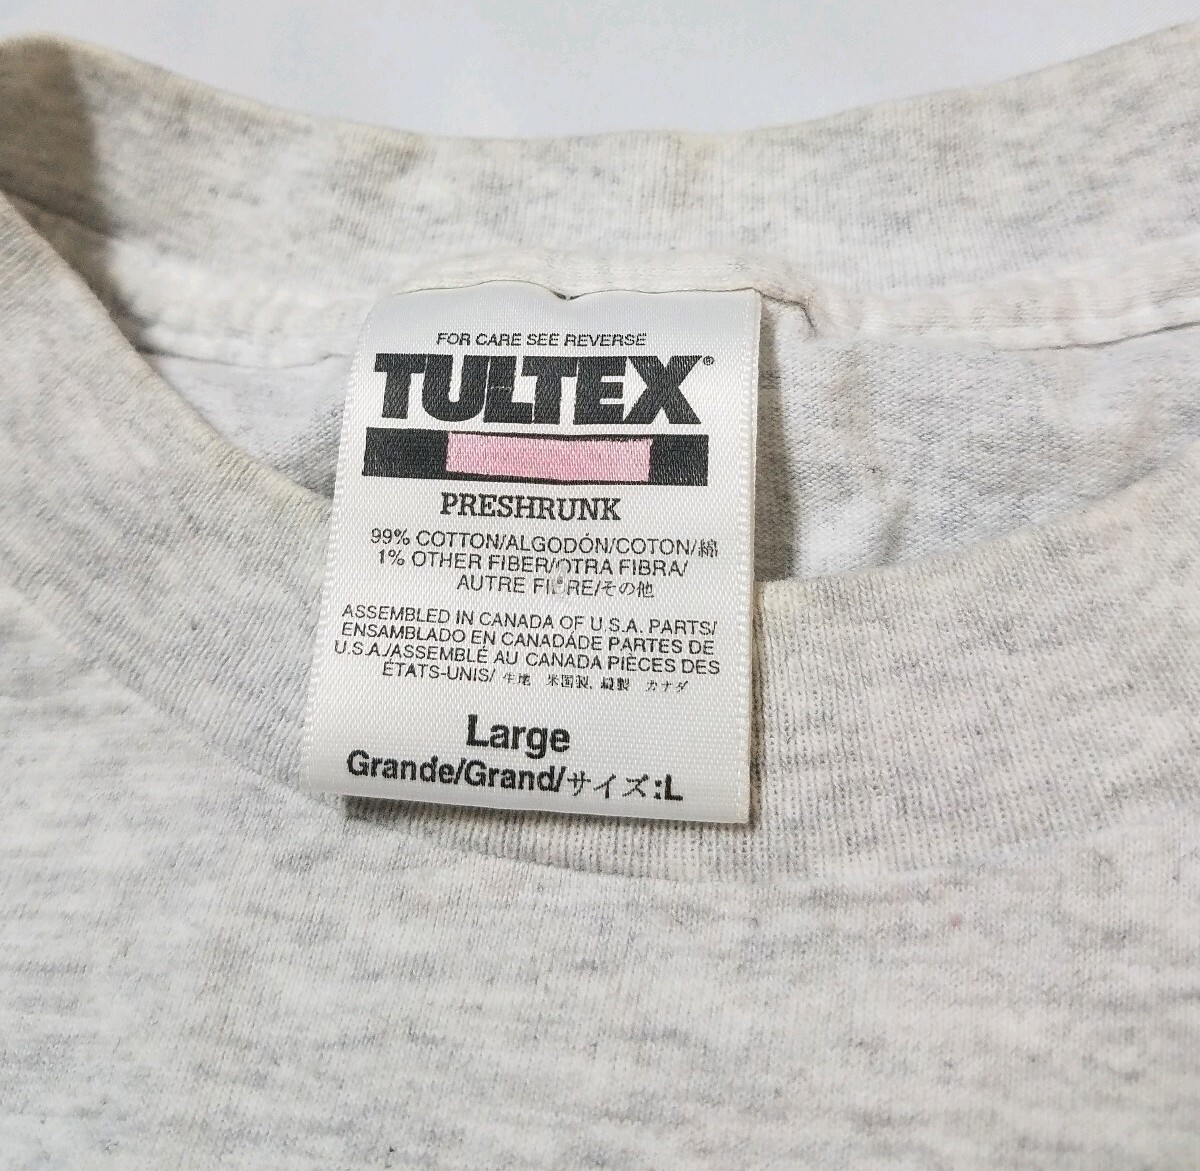 FOR CARE SEE REVERSE
TULTEX®
PRESHRUNK
99% COTTON/ALGODÓN/COTON/綿
1% OTHER FIBER/OTRA FIBRA/
AUTRE FIBRE/その他
ASSEMBLED IN CANADA OF U.S.A. PARTS/
ENSAMBLADO EN CANADÁDE PARTES DE
U.S.A./ASSEMBLÉ AU CANADA PIÈCES DES
ÉTATS-UNIS/ 生地 米国製, 縫製 カナダ
Large
Grande/Grand/サイズ:L